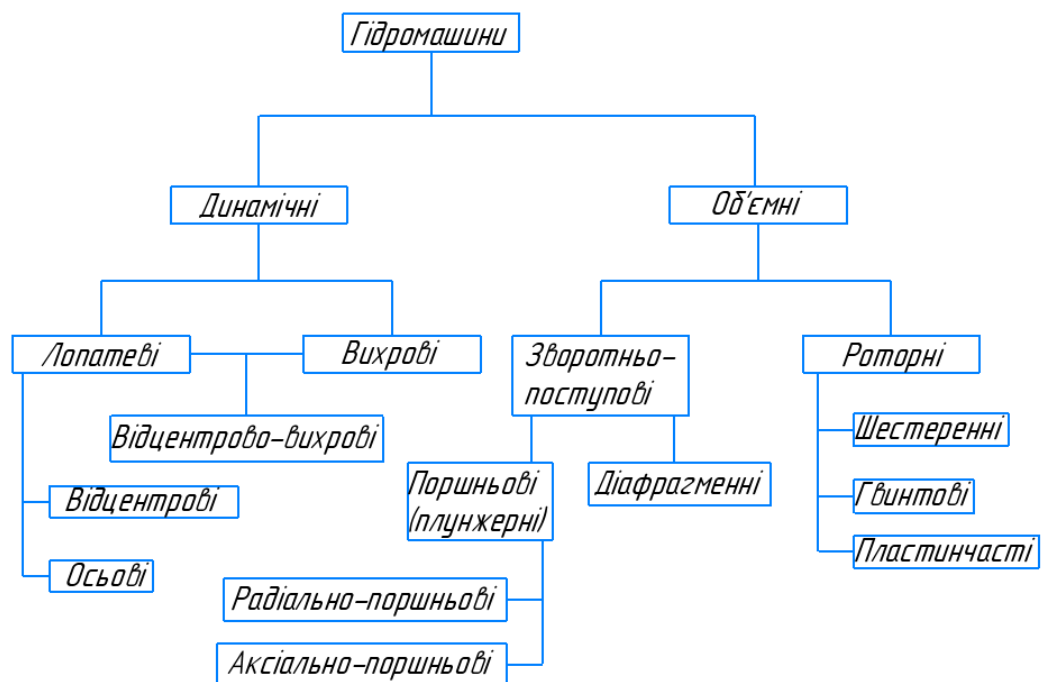 Гідромашини
Динамічні
Об'ємні
Лопатеві
Вихрові
Зворотньо-
поступові
Роторні
Відцентрово-вихрові
Шестеренні
Поршньові
(плунжерні)
Діафрагменні
Відцентрові
Гвинтові
Пластинчасті
Осьові
Радіально-поршньові
Аксіально-поршньові